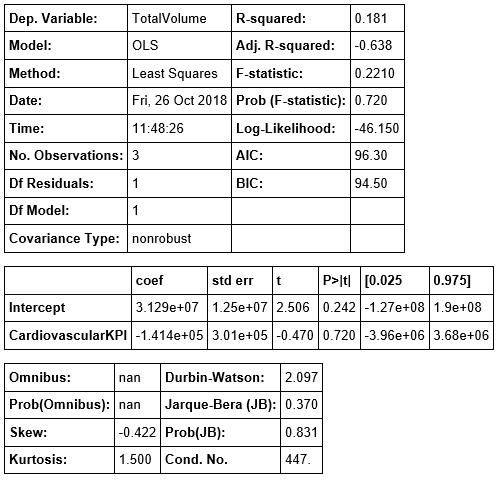 Dep. Variable: TotalVolume R-squared: 0.181
Model: OLS Adj. R-squared: -0.638
Method: Least Squares F-statistic: 0.2210
Date: Fri, 26 Oct 2018 Prob (F-statistic): 0.720
Time: 11:48:26 Log-Likelihood: -46.150
No. Observations: 3 AIC: 96.30
Df Residuals: 1 BIC: 94.50
Df Model: 1
Covariance Type: nonrobust
coef std err t P>|t| [0.025 0.975]
Intercept 3.129e+07 1.25e+07 2.506 0.242 -1.27e+08 1.9e+08
CardiovascularKPI -1.414e+05 3.01e+05 -0.470 0.720 -3.96e+06 3.68e+06
Omnibus: nan Durbin-Watson: 2.097
Prob(Omnibus): nan Jarque-Bera (JB): 0.370
Skew: -0.422 Prob(JB): 0.831
Kurtosis: 1.500 Cond. No. 447.